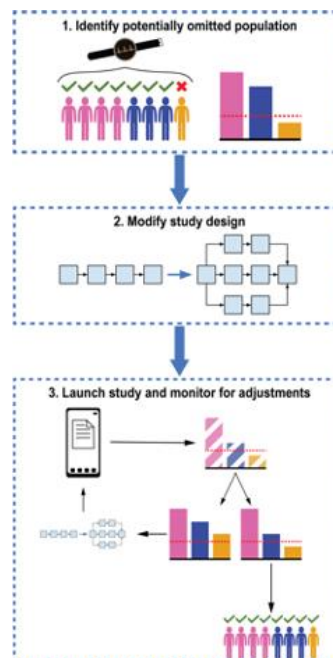 1. Identify potentially omitted population
2. Modify study design
3. Launch study and monitor for adjustments